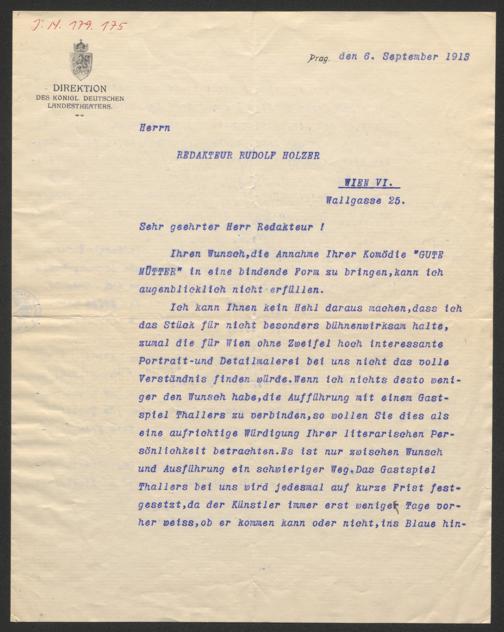 J. N. 179.175
DIREKTION
DES KÖNIGL. DEUTSCHEN
LANDESTHEATERS.
Prag, den 6. September 1913
Herrn
REDAKTEUR RUDOLF HOLZER
WIEN VI.
Wallgasse 25.
Sehr geehrter Herr Redakteur !
Ihren Wunsch,die Annahme Ihrer Komödie "GUTE
MÜTTER" in eine bindende Form zu bringen,kann ich
augenblicklich nicht erfüllen.
Ich kann Ihnen kein Hehl daraus machen,dass ich
das Stück für nicht besonders bühnenwirksam halte,
zumal die für Wien ohne Zweifel hoch interessante
Portrait-und Detailmalerei bei uns nicht das volle
Verständnis finden würde.Wenn ich nichts desto weni-
ger den Wunsch habe,die Aufführung mit einem Gast-
spiel Thallers zu verbinden,so wollen Sie dies als
eine aufrichtige Würdigung Ihrer literarischen Per-
sönlichkeit betrachten.Es ist nur zwischen Wunsch
und Ausführung ein schwieriger Weg.Das Gastspiel
Thallers bei uns wird jedesmal auf kurze Frist fest-
gesetzt,da der Künstler immer erst wenige Tage vor-
her weiss,ob er kommen kann oder nicht,ins Blaue hin-